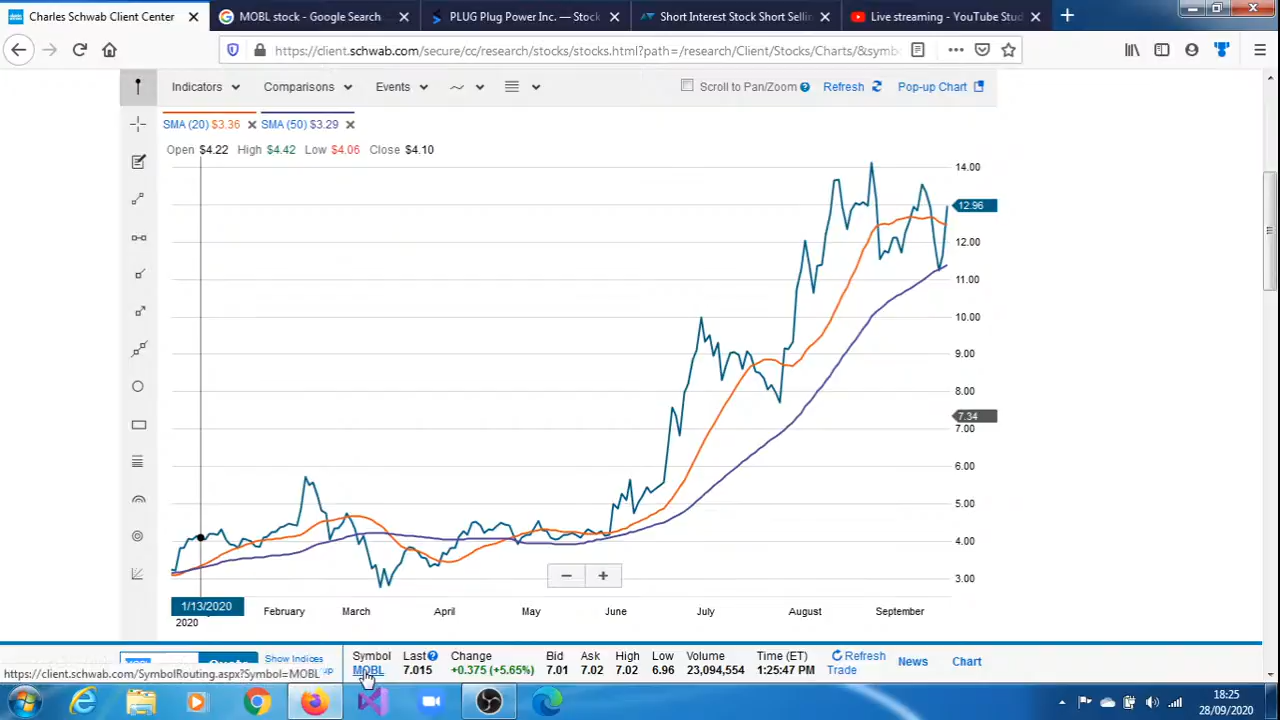 Charles Schwab Client Center
MOBL stock - Google Search
PLUG Plug Power Inc. — Stock
Short Interest Stock Short Sellin
Live streaming - YouTube Stud
https://client.schwab.com/secure/cc/research/stocks/stocks.html?path=/research/Client/Stocks/Charts/&symbo
Indicators
Comparisons
Events
Scroll to Pan/Zoom
Refresh
Pop-up Chart
SMA (20) $3.36
SMA (50) $3.29
Open $4.22 High $4.42 Low $4.06 Close $4.10
14.00
12.96
12.00
11.00
10.00
9.00
8.00
7.34
7.00
6.00
5.00
4.00
3.00
1/13/2020
February
March
April
May
June
July
August
September
2020
Show Indices
https://client.schwab.com/SymbolRouting.aspx?Symbol=MOBL
Symbol Last Change Bid Ask High Low Volume Time (ET) Refresh
MOBL 7.015 +0.375 (+5.65%) 7.01 7.02 7.02 6.96 23,094,554 1:25:47 PM Trade
News
Chart
18:25
28/09/2020